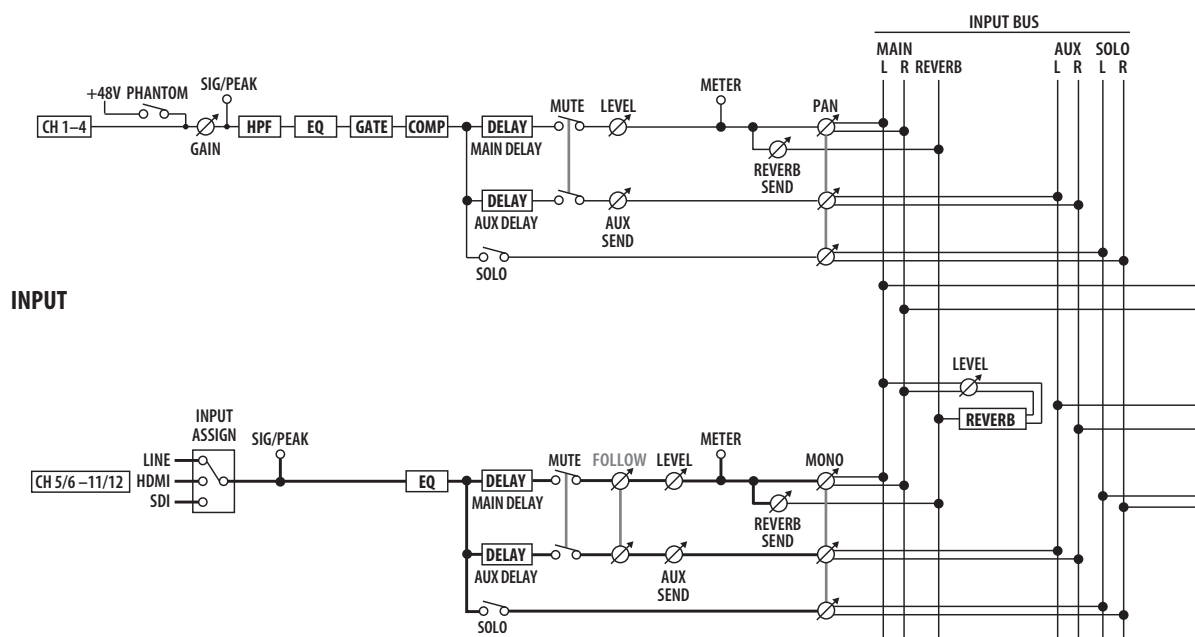 INPUT BUS
MAIN AUX SOLO
L R REVERB L R L R
+48V PHANTOM SIG/PEAK METER
MUTE LEVEL PAN
CH 1–4 HPF EQ GATE COMP DELAY
GAIN MAIN DELAY
REVERB
SEND
DELAY
AUX DELAY AUX
SEND
SOLO
INPUT
LEVEL
REVERB
INPUT
ASSIGN SIG/PEAK METER
LINE MUTE FOLLOW LEVEL MONO
CH 5/6 –11/12 HDMI EQ DELAY
SDI MAIN DELAY
REVERB
SEND
DELAY
AUX DELAY AUX
SEND
SOLO